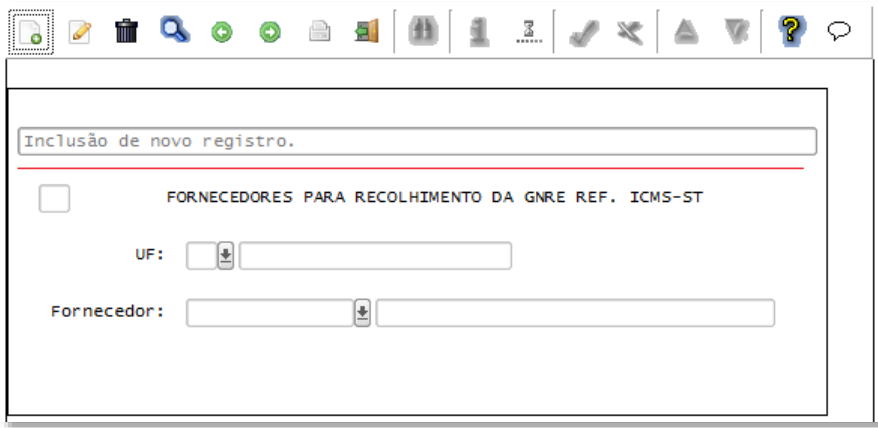 Inclusão de novo registro.
FORNECEDORES PARA RECOLHIMENTO DA GNRE REF. ICMS-ST
UF:
Fornecedor: